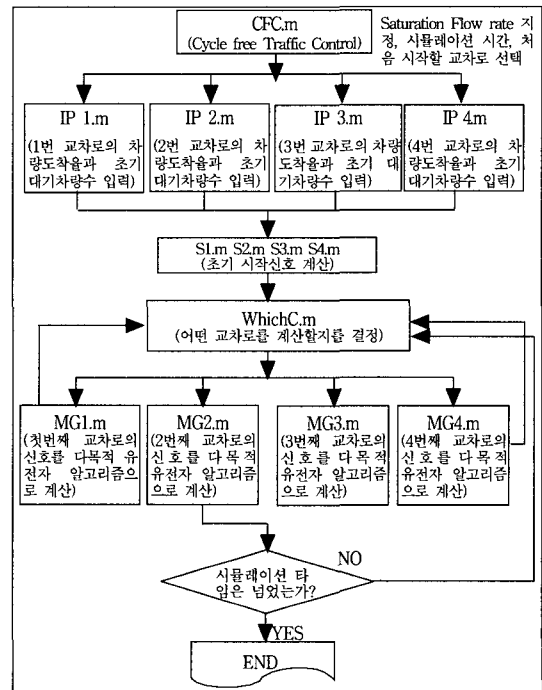 CFC.m
(Cycle free Traffic Control)
Saturation Flow rate 지
정, 시뮬레이션 시간, 처
음 시작할 교차로 선택
IP 1.m
(1번 교차로의 차
량도착율과 초기
대기차량수 입력)
IP 2.m
(2번 교차로의 차
량도착율과 초기
대기차량수 입력)
IP 3.m
(3번 교차로의 차량
도착율과 초기 대
기차량수 입력)
IP 4.m
(4번 교차로의 차
량도착율과 초기
대기차량수 입력)
S1.m S2.m S3.m S4.m
(초기 시작신호 계산)
WhichC.m
(어떤 교차로를 계산할지를 결정)
MG1.m
(첫번째 교차로의
신호를 다목적 유
전자 알고리즘으
로 계산)
MG2.m
(2번째 교차로의
신호를 다목적
유전자 알고리즘
으로 계산)
MG3.m
(3번째 교차로의
신호를 다목적
유전자 알고리즘
으로 계산)
MG4.m
(4번째 교차로의
신호를 다목적
유전자 알고리즘
으로 계산)
시뮬레이션 타
임은 넘었는가?
NO
YES
END